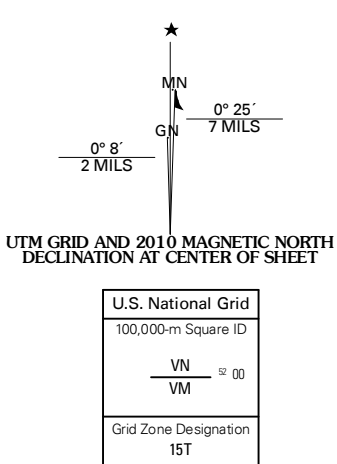 ★
MN
0° 25´
7 MILS
GN
0° 8´
2 MILS
UTM GRID AND 2010 MAGNETIC NORTH
DECLINATION AT CENTER OF SHEET
U.S. National Grid
100,000-m Square ID
VN
52 00
VM
Grid Zone Designation
15T